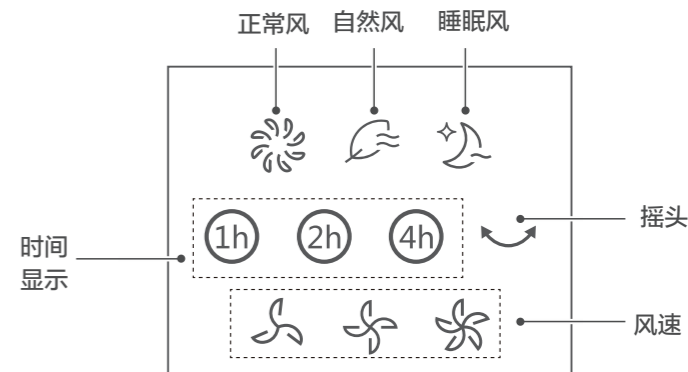 正常风 自然风 睡眠风
1h 2h 4h
摇头
时间
显示
风速